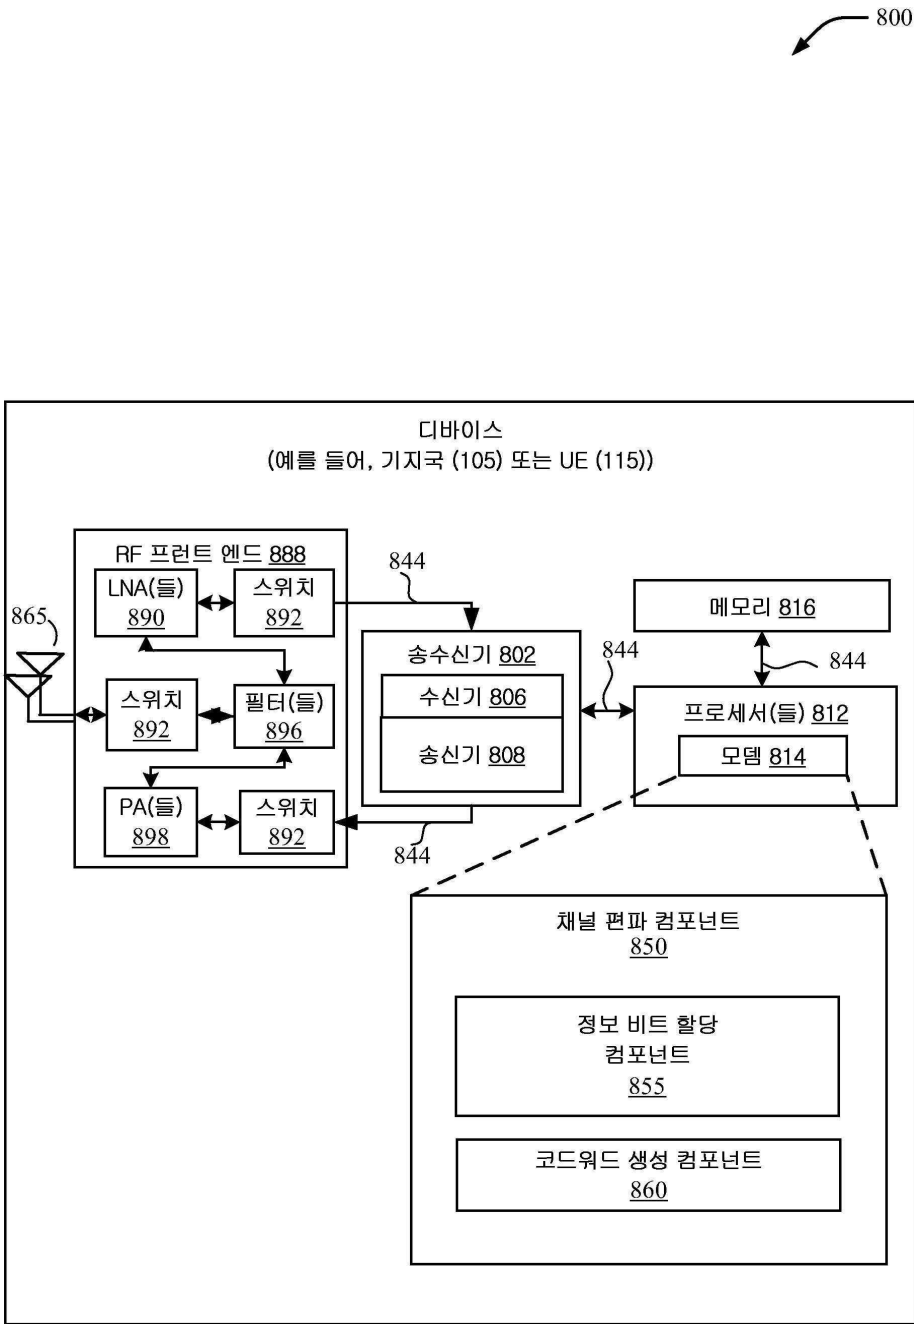 800
디바이스
(예를 들어, 기지국 (105) 또는 UE (115))
RF 프런트 엔드 888
LNA(들)
890
스위치
892
844
865
스위치
892
필터(들)
896
PA(들)
898
스위치
892
844
송수신기 802
수신기 806
송신기 808
844
메모리 816
844
프로세서(들) 812
모뎀 814
채널 편파 컴포넌트
850
정보 비트 할당
컴포넌트
855
코드워드 생성 컴포넌트
860